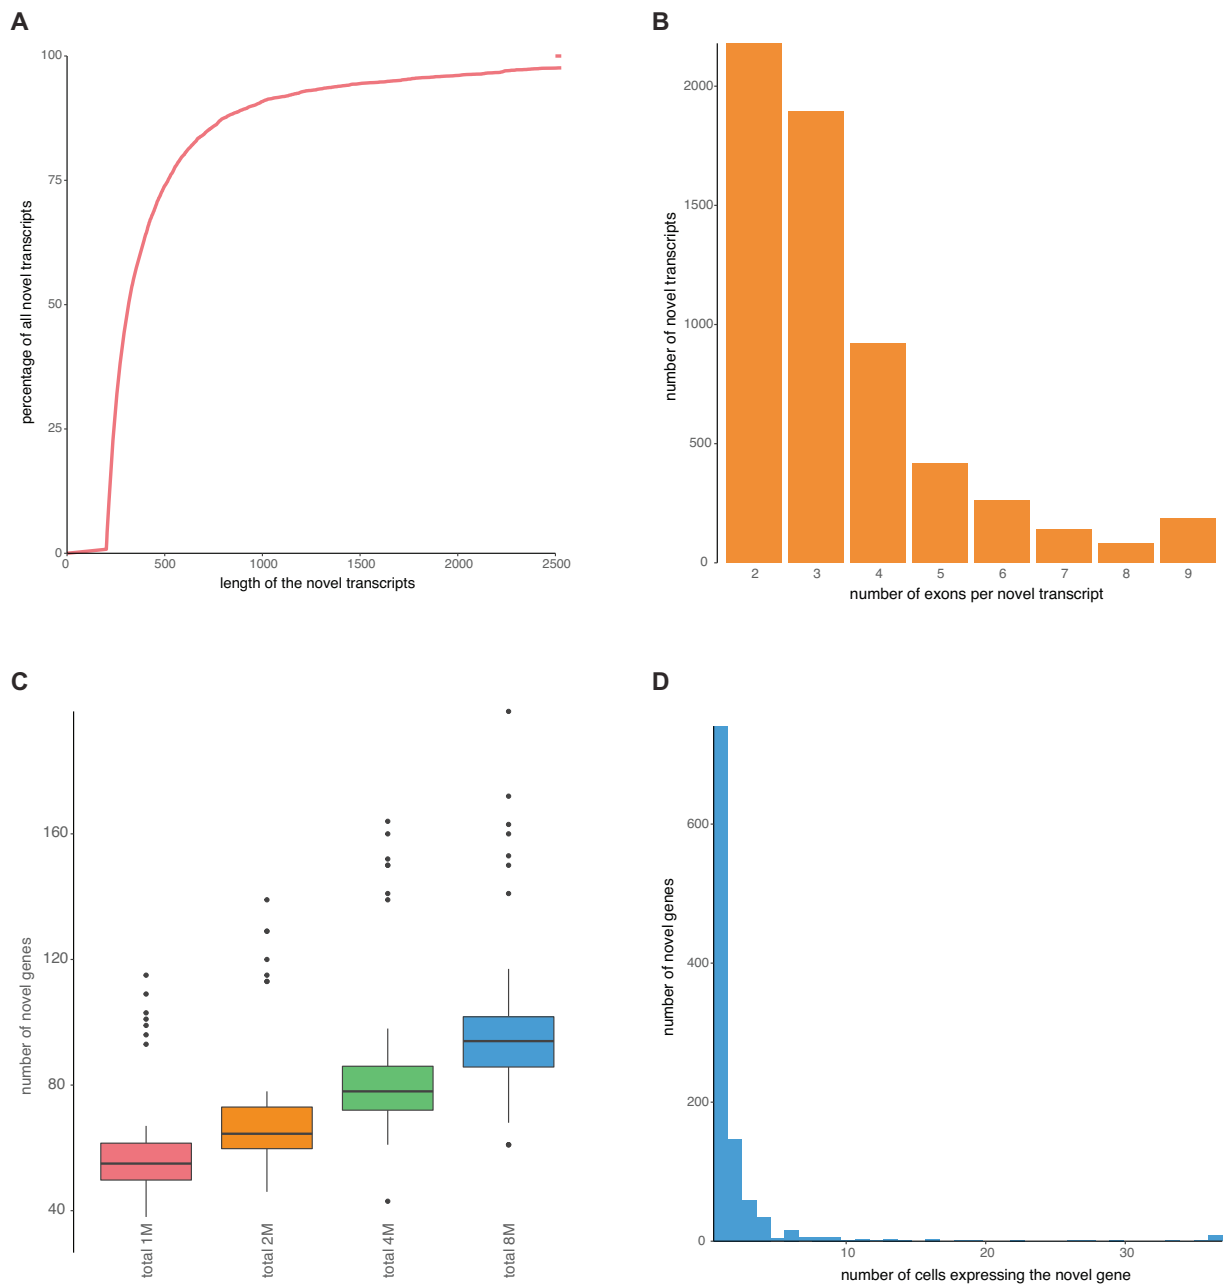 A
100
75
50
25
0
percentage of all novel transcripts
0 500 1000 1500 2000 2500
length of the novel transcripts
B
2000
1500
1000
500
0
number of novel transcripts
2 3 4 5 6 7 8 9
number of exons per novel transcript
C
160
120
80
40
number of novel genes
total 1M
total 2M
total 4M
total 8M
D
600
400
200
0
number of novel genes
10 20 30
number of cells expressing the novel gene